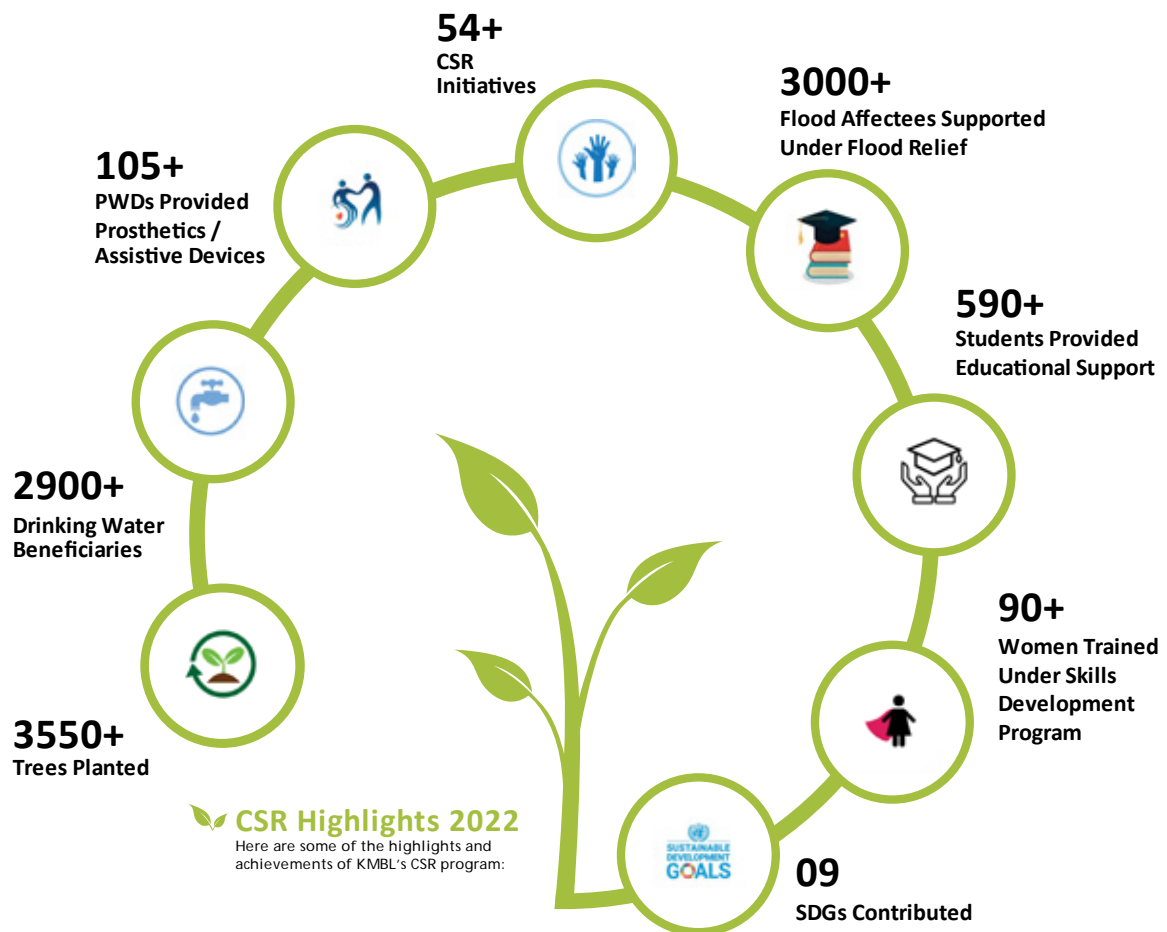 54+
CSR
Initiatives
3000+
Flood Affectees Supported
Under Flood Relief
105+
PWDs Provided
Prosthetics /
Assistive Devices
590+
Students Provided
Educational Support
2900+
Drinking Water
Beneficiaries
90+
Women Trained
Under Skills
Development
Program
3550+
Trees Planted
CSR Highlights 2022
Here are some of the highlights and
achievements of KMBL's CSR program:
SUSTAINABLE
DEVELOPMENT
GOALS
09
SDGs Contributed